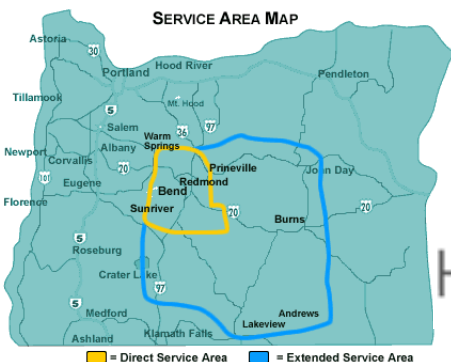 SERVICE AREA MAP
Astoria
30
Portland
Hood River
Pendleton
Tillamook
Mt. Hood
5
Salem
36
97
Warm
Springs
Newport
Albany
Corvallis
20
Prineville
John Day
101
Eugene
Redmond
Bend
Florence
Sunriver
20
20
Burns
5
Roseburg
Crater Lake
97
5
Medford
Andrews
Klamath Falls
Lakeview
Ashland
= Direct Service Area
= Extended Service Area
H